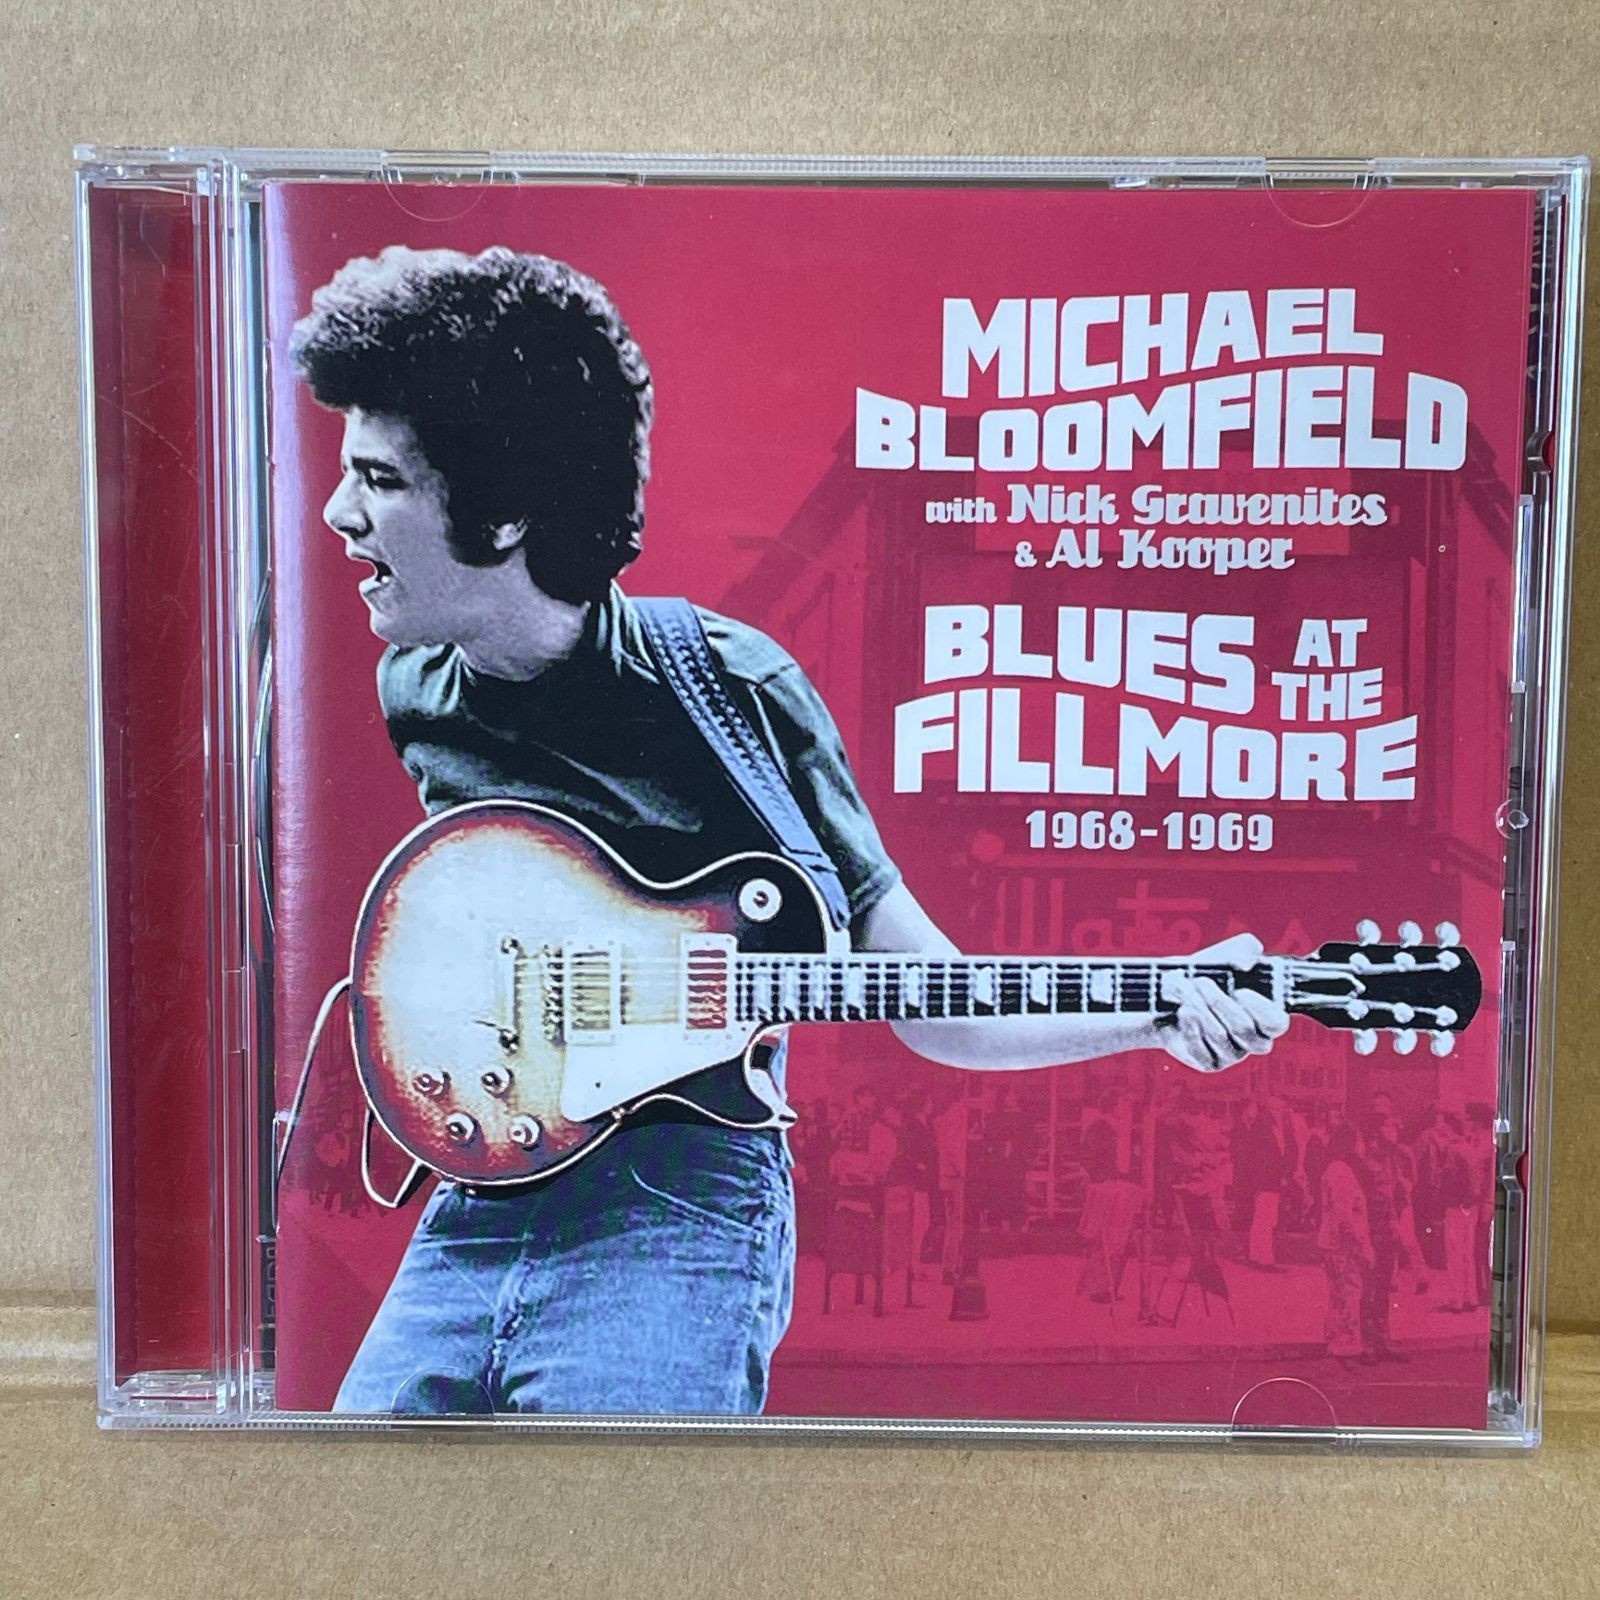 MICHAEL
BLOOMFIELD
with Nick Gravenites
& Al Kooper
BLUES AT THE
FILLMORE
1968-1969